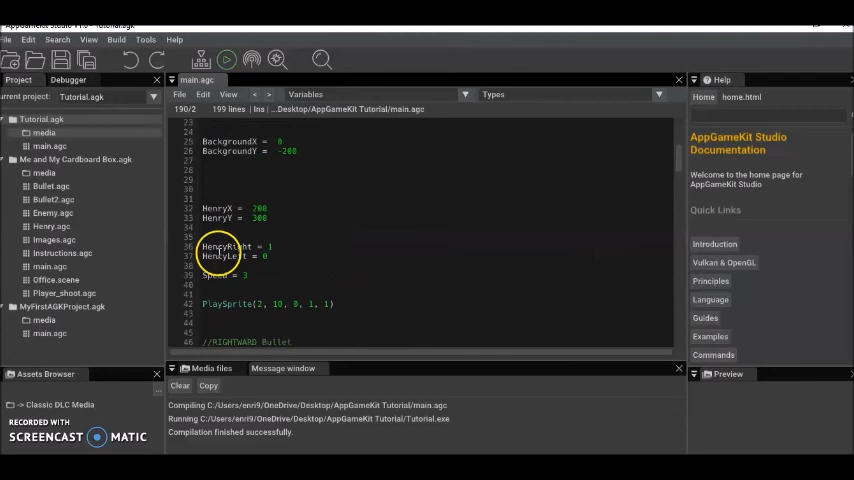 AppGameKit Studio V1.0 - Tutorial.agk
File Edit Search View Build Tools Help
Project Debugger
current project: Tutorial.agk
Tutorial.agk
media
main.agc
Me and My Cardboard Box.agk
media
Bullet.agc
Bullet2.agc
Enemy.agc
Henry.agc
Images.agc
Instructions.agc
main.agc
Office.scene
Player_shoot.agc
MyFirstAGKProject.agk
media
main.agc
Assets Browser
...
-> Classic DLC Media
RECORDED WITH
SCREENCAST MATIC
main.agc
File Edit View < > Variables Types
190/2 199 lines | Ins | ...Desktop/AppGameKit Tutorial/main.agc
23
24
25 BackgroundX = 0
26 BackgroundY = -200
27
28
29
30
31
32 HenryX = 200
33 HenryY = 300
34
35
36 HenryRight = 1
37 HenryLeft = 0
38
39 Speed = 3
40
41
42 PlaySprite(2, 10, 0, 1, 1)
43
44
45
46 //RIGHTWARD Bullet
Media files Message window
Clear Copy
Compiling C:/Users/enri9/OneDrive/Desktop/AppGameKit Tutorial/main.agc
Running C:/Users/enri9/OneDrive/Desktop/AppGameKit Tutorial/Tutorial.exe
Compilation finished successfully.
Help
Home home.html
AppGameKit Studio
Documentation
Welcome to the home page for
AppGameKit Studio
Quick Links
Introduction
Vulkan & OpenGL
Principles
Language
Guides
Examples
Commands
Preview